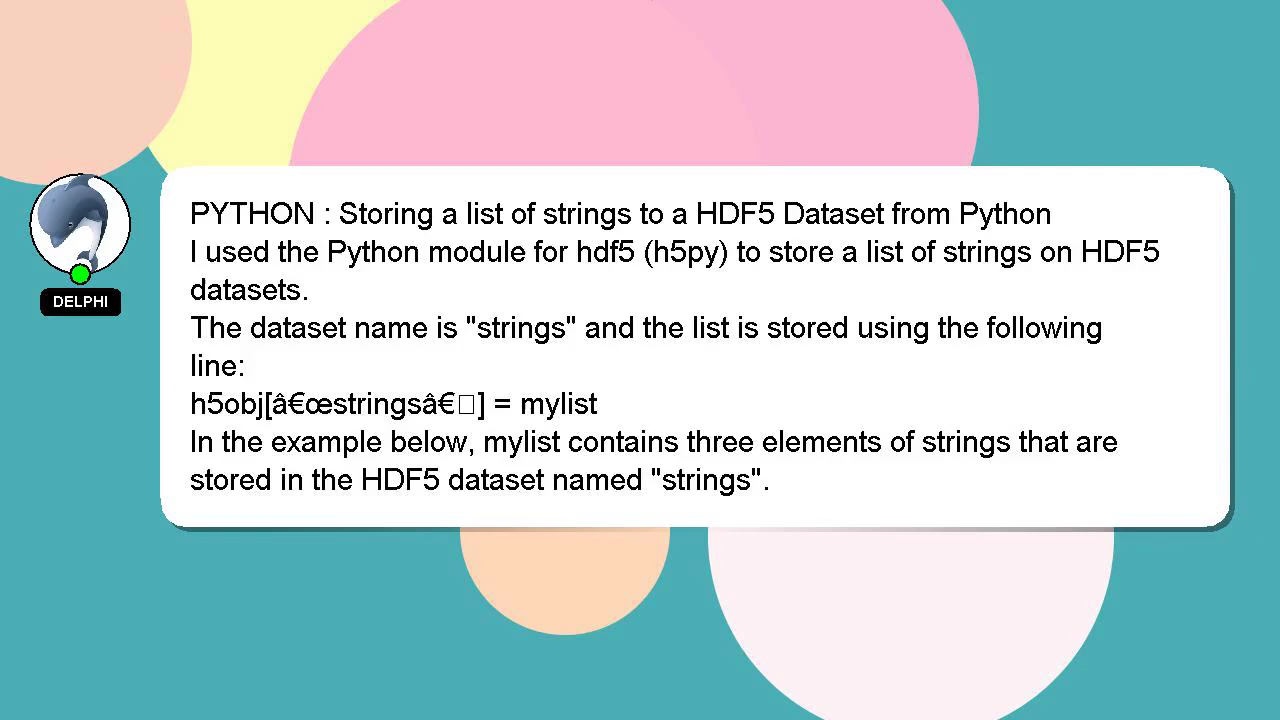 PYTHON : Storing a list of strings to a HDF5 Dataset from Python
I used the Python module for hdf5 (h5py) to store a list of strings on HDF5
datasets.
The dataset name is "strings" and the list is stored using the following
line:
h5obj[â€œstringsâ€□] = mylist
In the example below, mylist contains three elements of strings that are
stored in the HDF5 dataset named "strings".
DELPHI